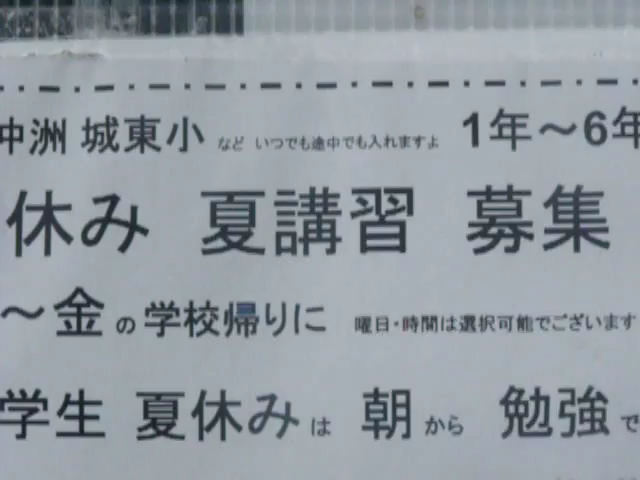 沖洲 城東小 など いつでも途中でも入れますよ 1年～6年
休み 夏講習 募集
～金の学校帰りに 曜日・時間は選択可能でございます
学生 夏休みは 朝から 勉強で